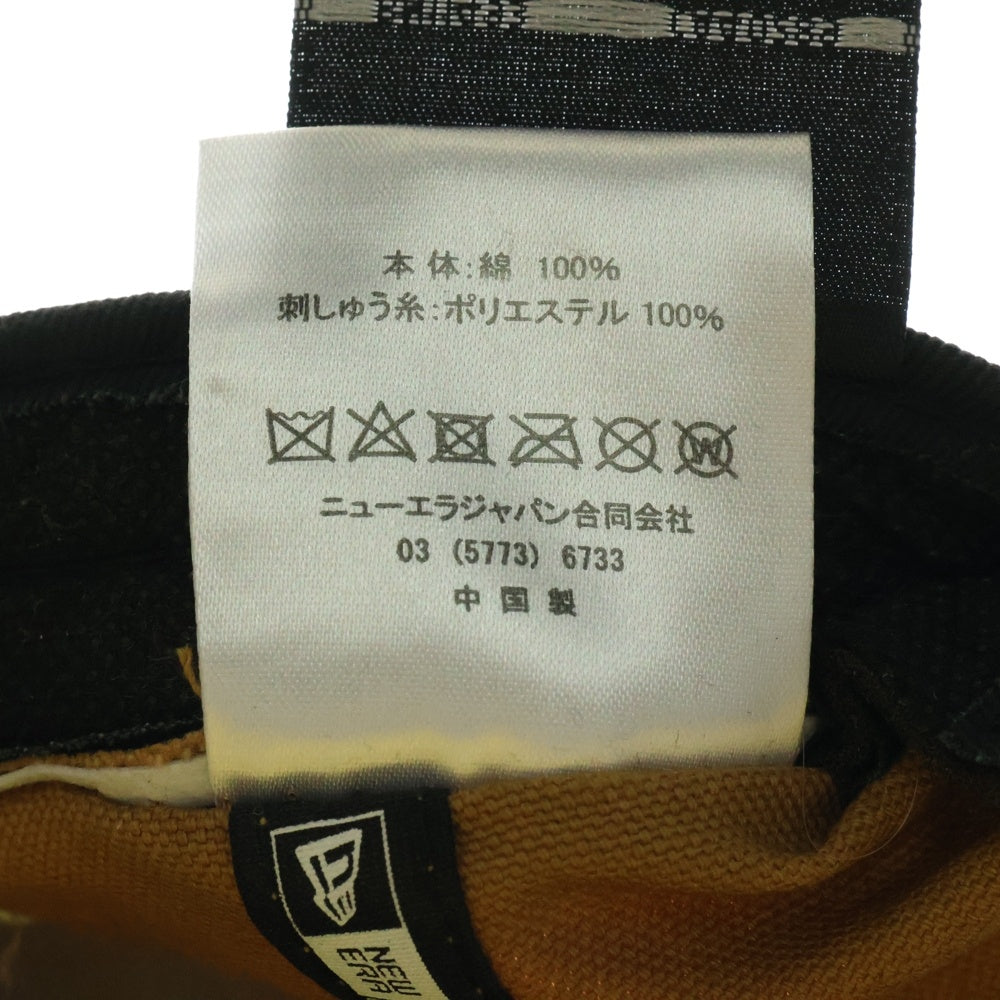 本体:綿 100%
刺しゅう糸:ポリエステル 100%
W
ニューエラジャパン合同会社
03 (5773) 6733
中国製
NEW
ERA